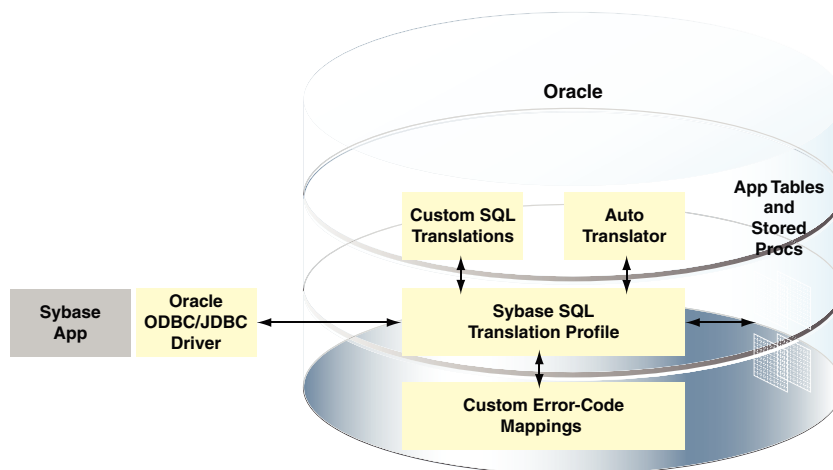 Oracle
App Tables
and
Stored
Procs
Custom SQL
Translations
Auto
Translator
Sybase
App
Oracle
ODBC/JDBC
Driver
Sybase SQL
Translation Profile
Custom Error-Code
Mappings